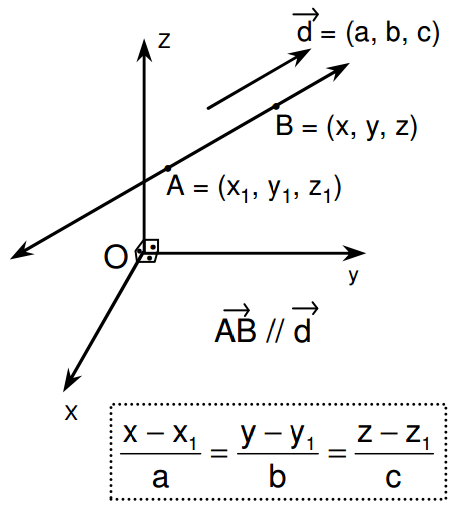 z
d⃗ = (a, b, c)
B = (x, y, z)
A = (x₁, y₁, z₁)
O
y
AB⃗ // d⃗
x
(x – x₁)/a = (y – y₁)/b = (z – z₁)/c